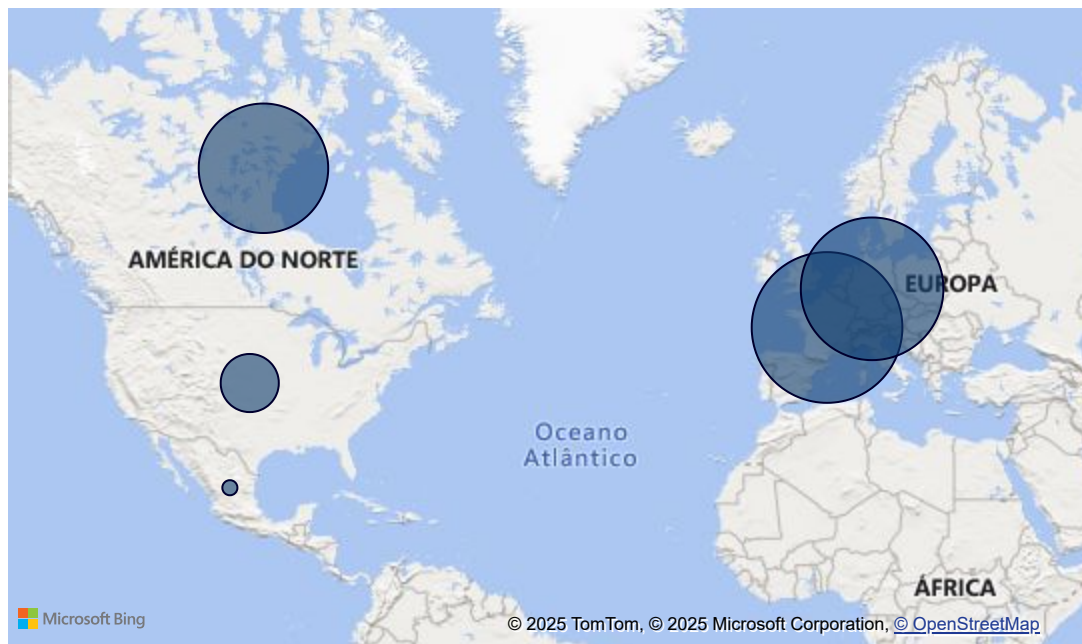 AMÉRICA DO NORTE
EUROPA
Oceano
Atlântico
ÁFRICA
Microsoft Bing
© 2025 TomTom, © 2025 Microsoft Corporation, © OpenStreetMap